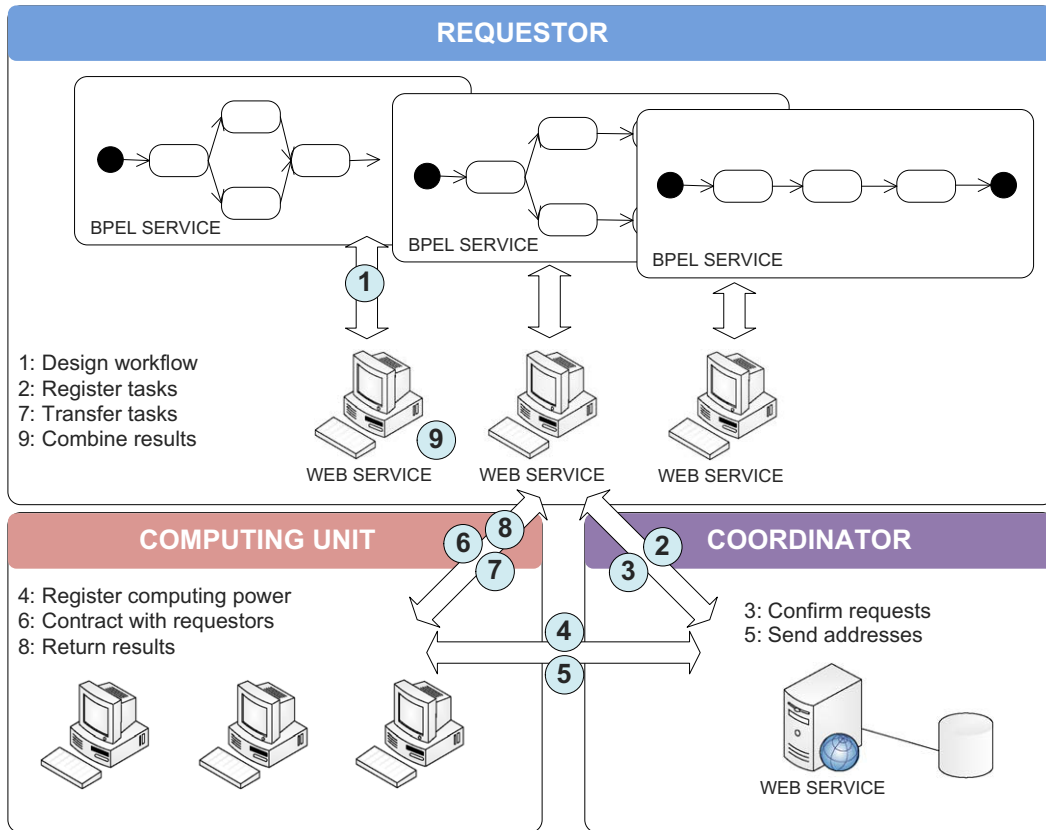 REQUESTOR
BPEL SERVICE
BPEL SERVICE
BPEL SERVICE
1
1: Design workflow
2: Register tasks
7: Transfer tasks
9: Combine results
9
WEB SERVICE
WEB SERVICE
WEB SERVICE
COMPUTING UNIT
6
8
7
4: Register computing power
6: Contract with requestors
8: Return results
COORDINATOR
2
3
3: Confirm requests
5: Send addresses
4
5
WEB SERVICE